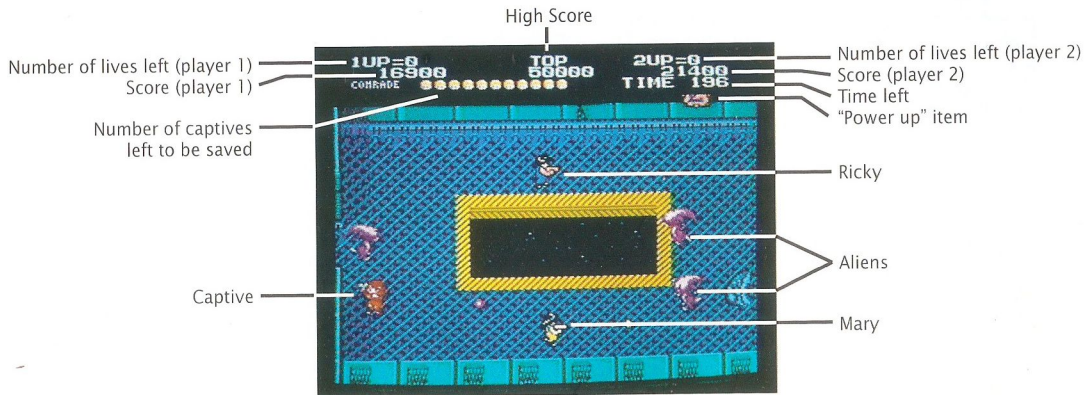 High Score
Number of lives left (player 1)
Score (player 1)
Number of captives
left to be saved
Captive
1UP=0 TOP 2UP=0
16900 50000 21400
COMRADE TIME 196
Number of lives left (player 2)
Score (player 2)
Time left
“Power up” item
Ricky
Aliens
Mary